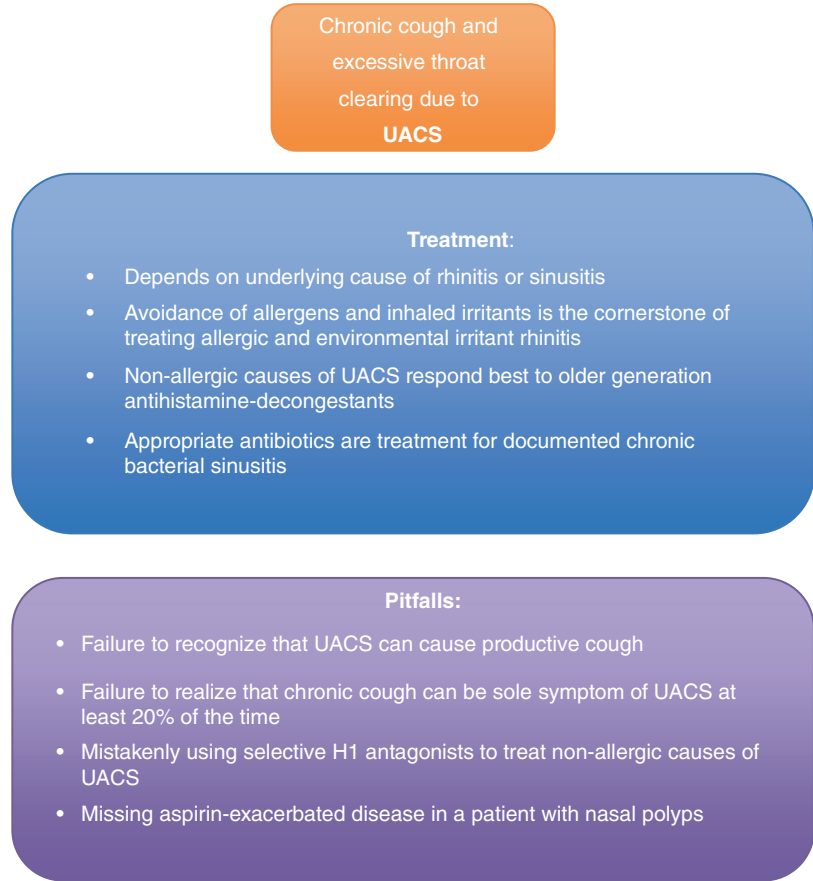 Chronic cough and
excessive throat
clearing due to
UACS
Treatment:
• Depends on underlying cause of rhinitis or sinusitis
• Avoidance of allergens and inhaled irritants is the cornerstone of
treating allergic and environmental irritant rhinitis
• Non-allergic causes of UACS respond best to older generation
antihistamine-decongestants
• Appropriate antibiotics are treatment for documented chronic
bacterial sinusitis
Pitfalls:
• Failure to recognize that UACS can cause productive cough
• Failure to realize that chronic cough can be sole symptom of UACS at
least 20% of the time
• Mistakenly using selective H1 antagonists to treat non-allergic causes of
UACS
• Missing aspirin-exacerbated disease in a patient with nasal polyps